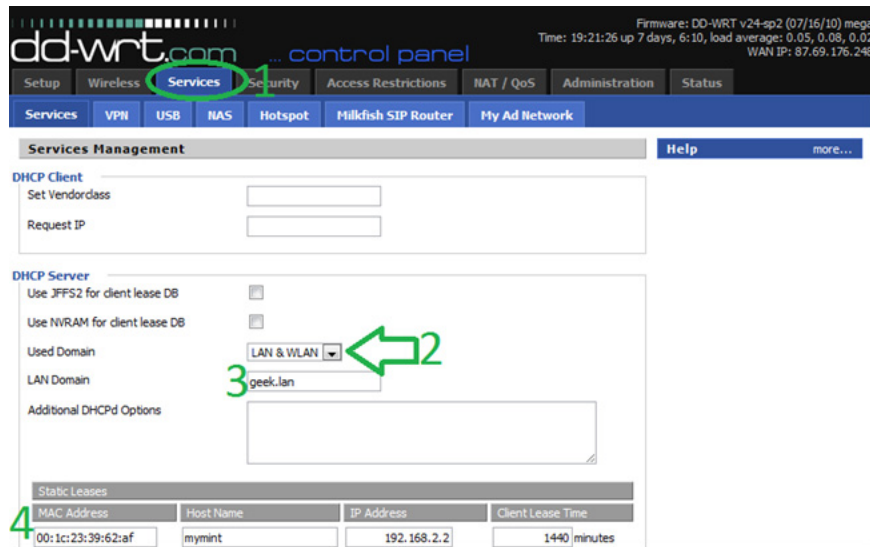 Firmware: DD-WRT v24-sp2 (07/16/10) mega
Time: 19:21:26 up 7 days, 6:10, load average: 0.05, 0.08, 0.02
WAN IP: 87.69.176.248
dd-wrt.com ... control panel
Setup Wireless Services 1 Security Access Restrictions NAT / QoS Administration Status
Services VPN USB NAS Hotspot Milkfish SIP Router My Ad Network
Services Management
Help more...
DHCP Client
Set Vendorclass
Request IP
DHCP Server
Use JFFS2 for client lease DB
Use NVRAM for client lease DB
Used Domain LAN & WLAN 2
LAN Domain 3 geek.lan
Additional DHCPd Options
Static Leases
MAC Address Host Name IP Address Client Lease Time
4 00:1c:23:39:62:af mymint 192.168.2.2 1440 minutes